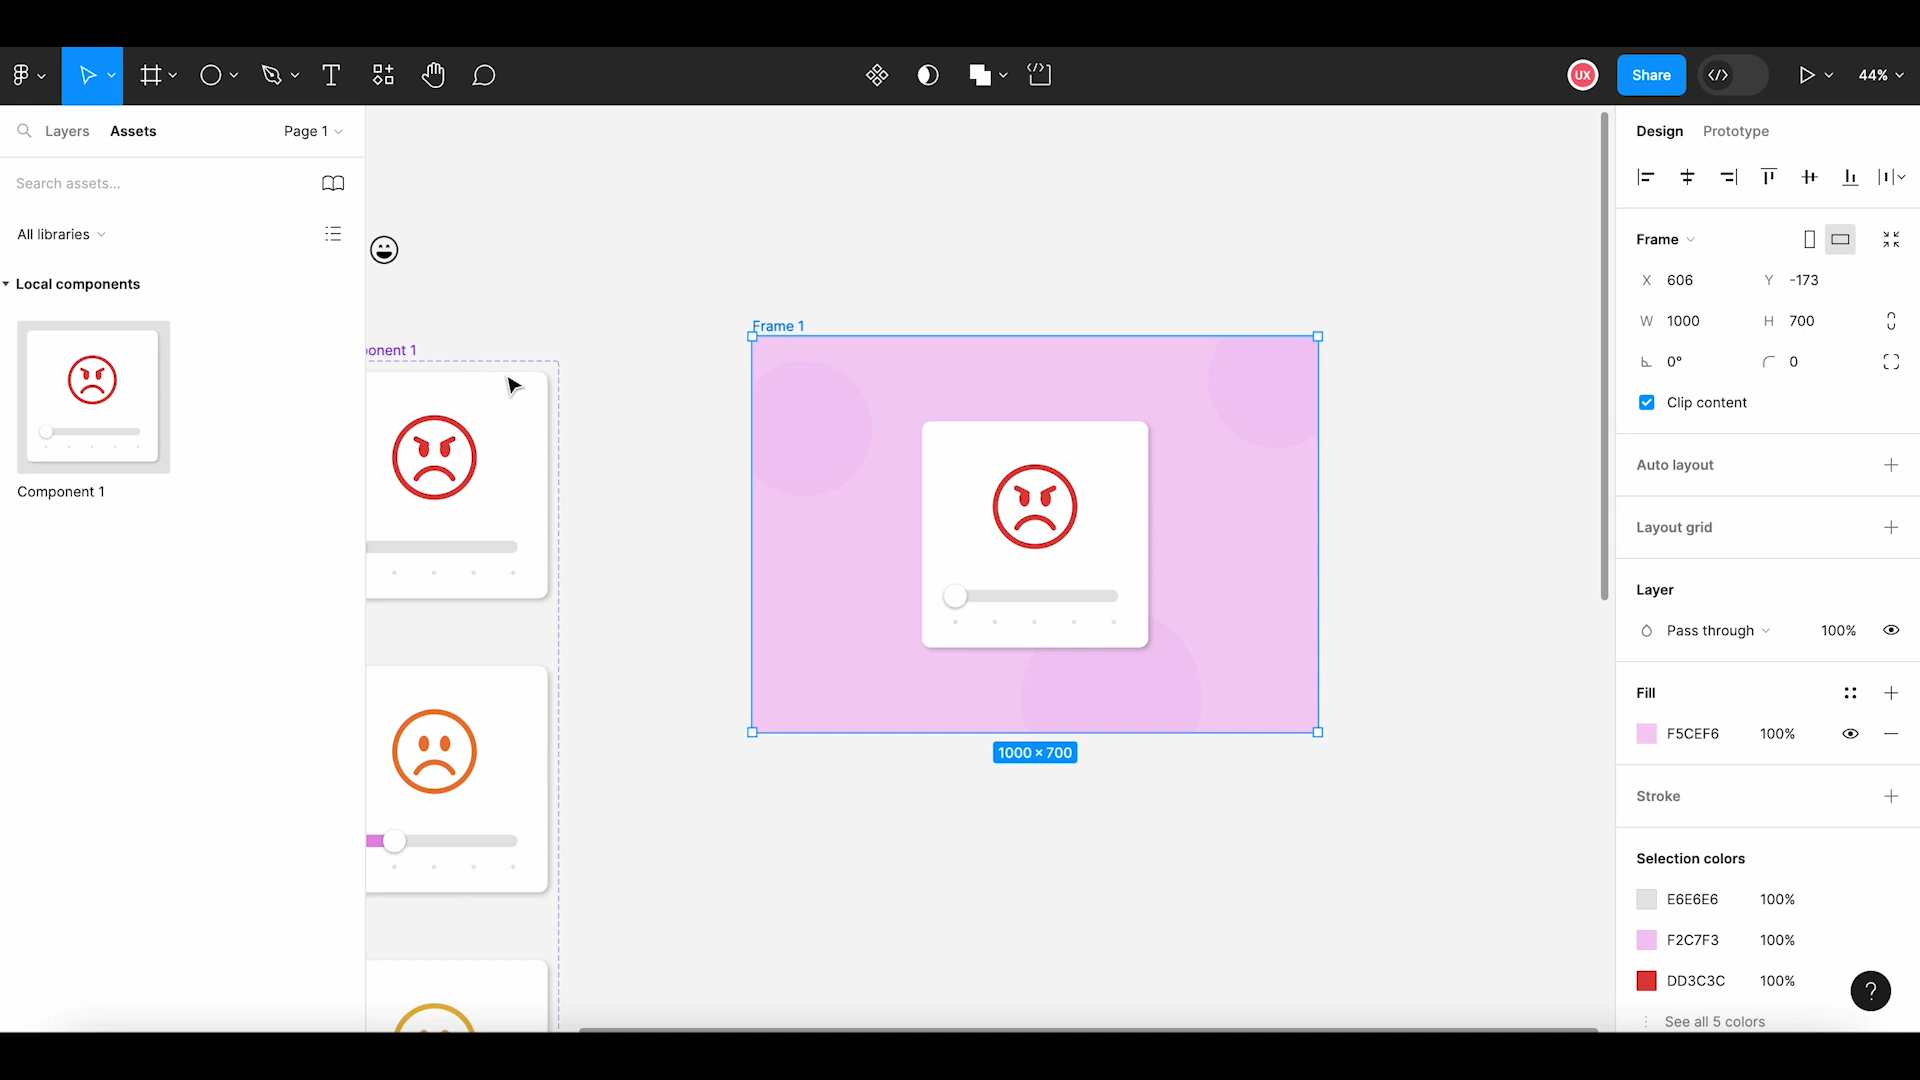 UX
Share
44%
Layers
Assets
Page 1
Design
Prototype
Search assets...
All libraries
Frame
X 606
Y -173
Local components
W 1000
H 700
Frame 1
ponent 1
0°
0
Clip content
Auto layout
Component 1
Layout grid
Layer
Pass through
100%
Fill
F5CEF6
100%
1000 × 700
Stroke
Selection colors
E6E6E6
100%
F2C7F3
100%
DD3C3C
100%
?
See all 5 colors